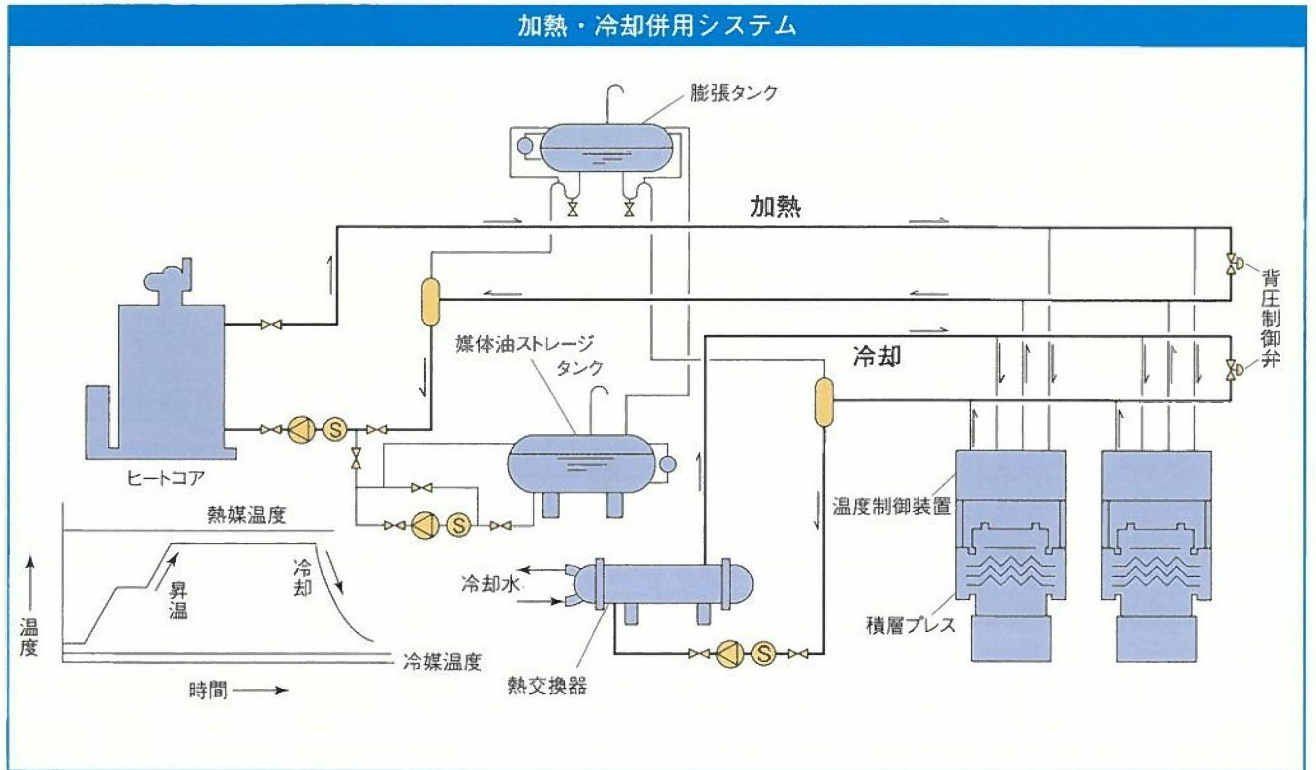 加熱・冷却併用システム
膨張タンク
加熱
背圧制御弁
媒体油ストレージ
タンク
冷却
S
ヒートコア
S
温度制御装置
熱媒温度
冷却
昇温
温度
冷却水
積層プレス
S
冷媒温度
熱交換器
時間